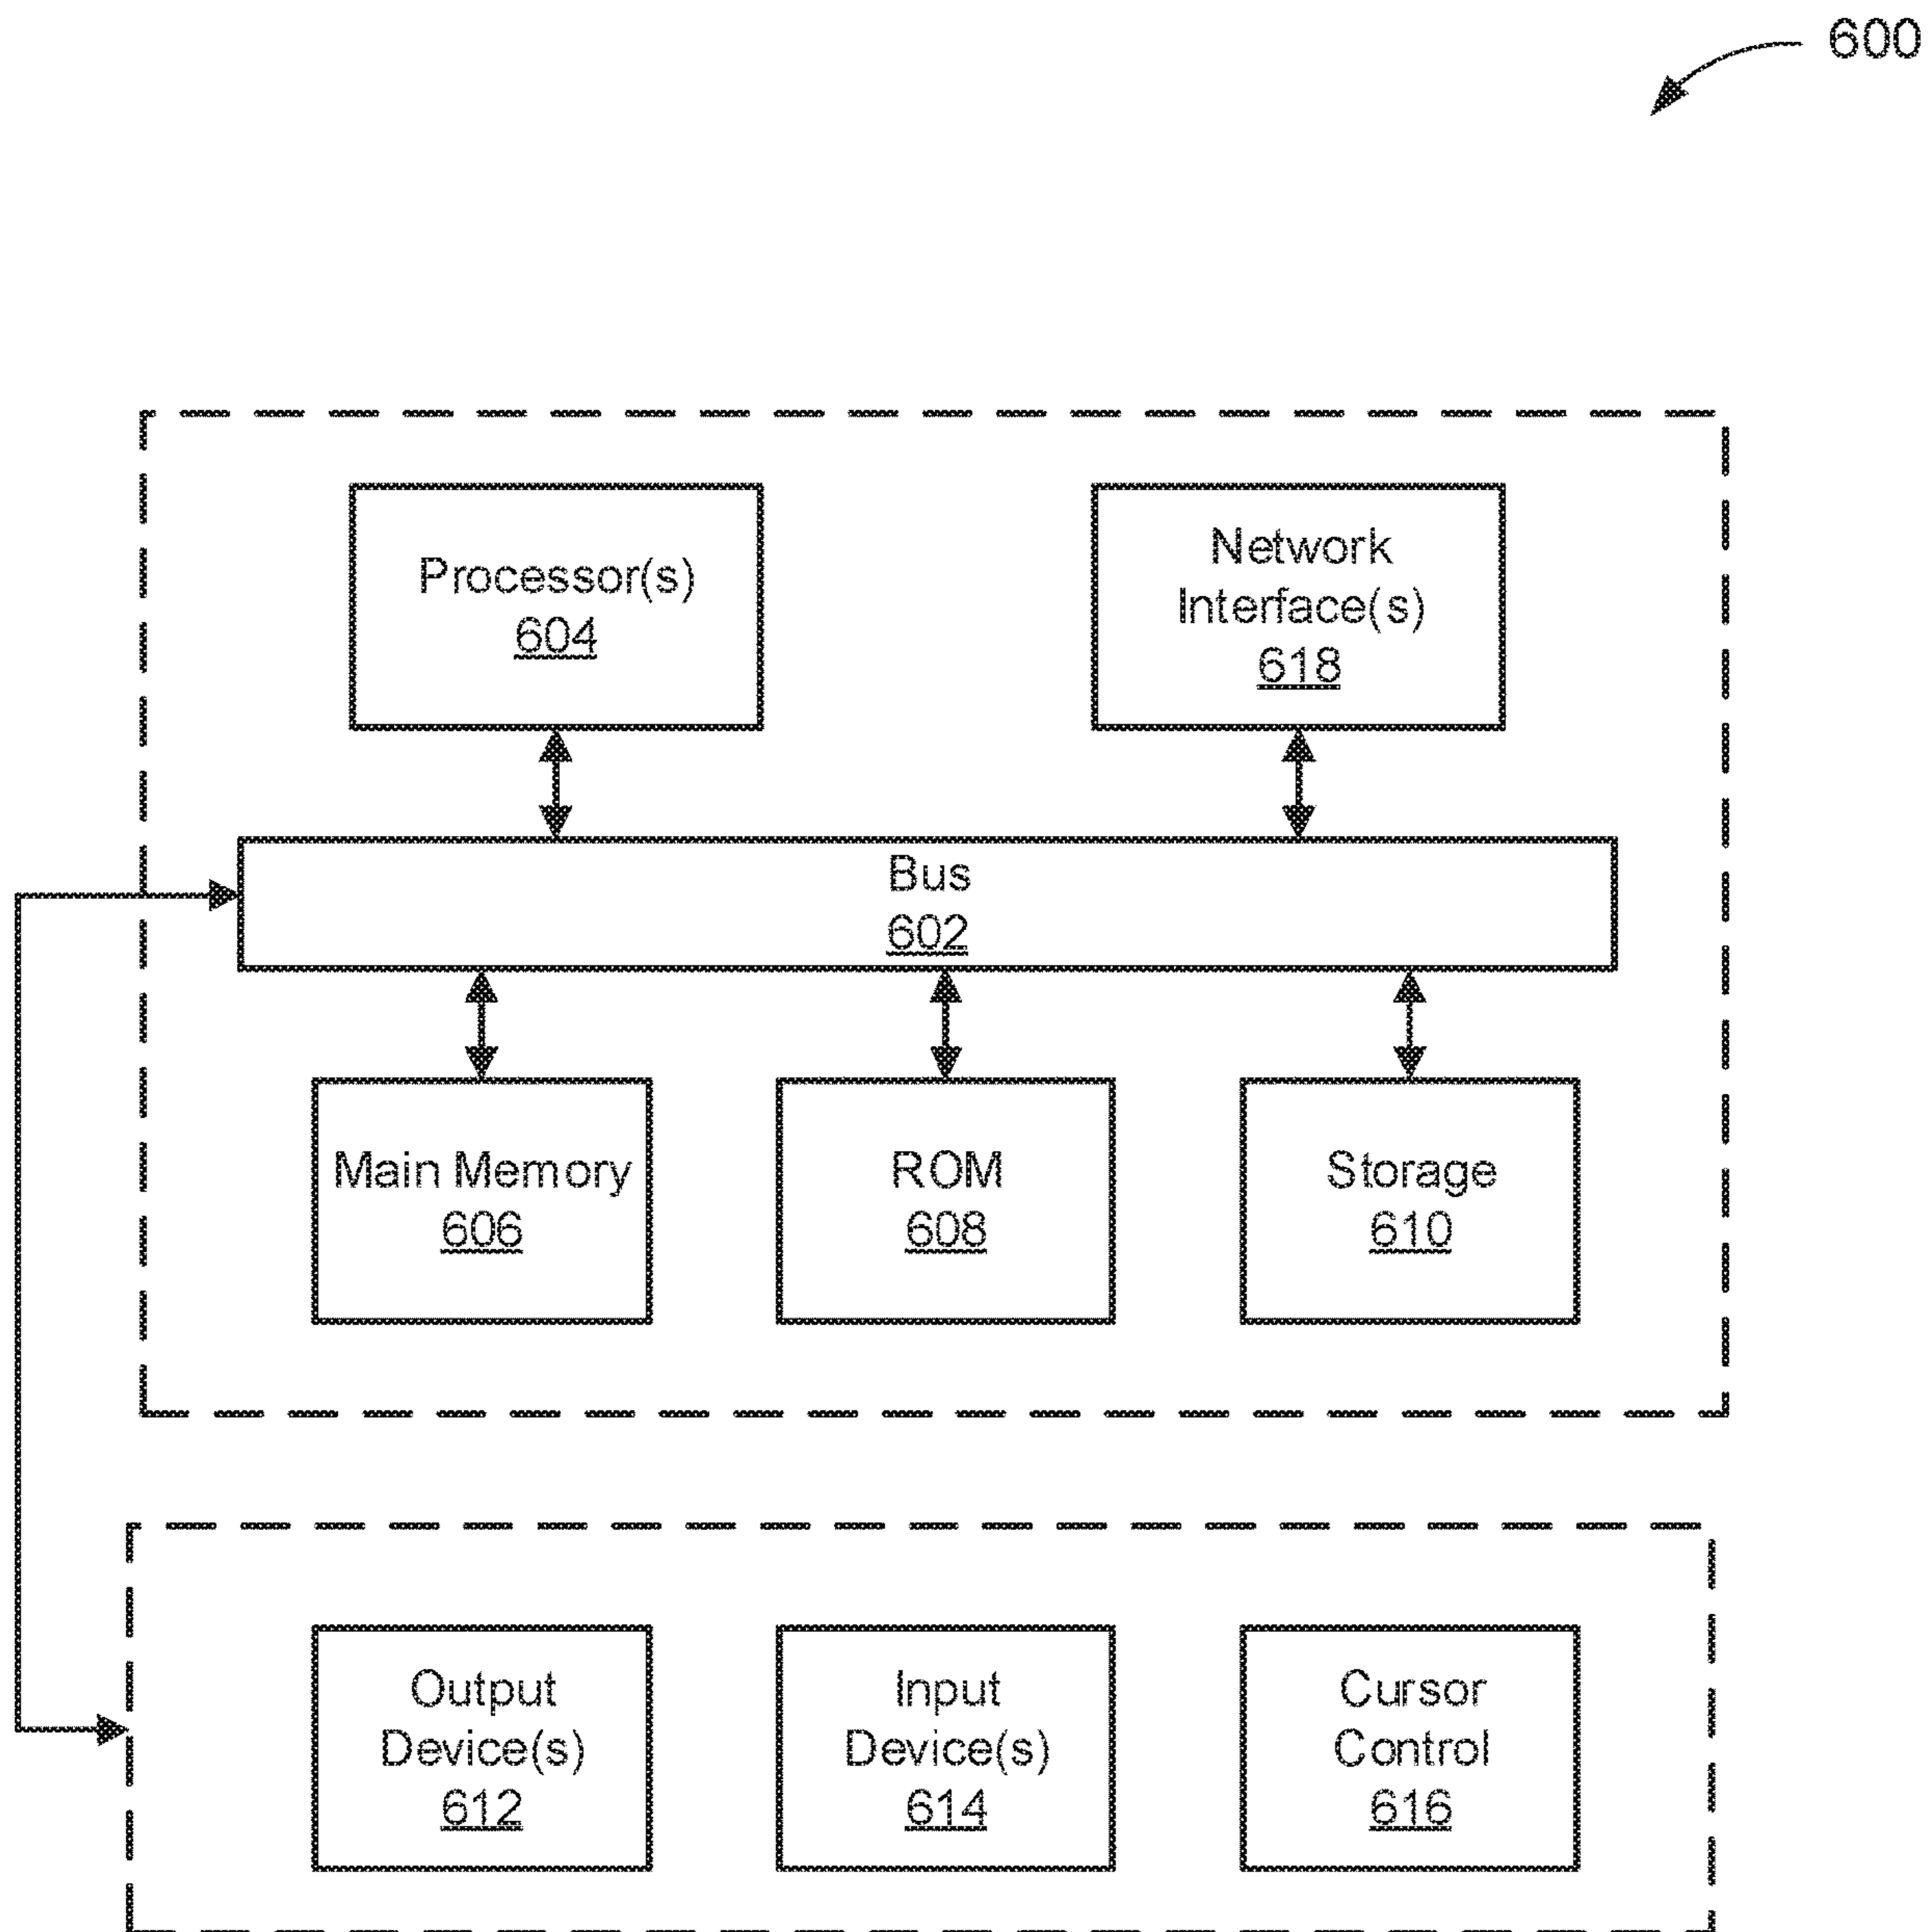 600
Processor(s)
604
Network
Interface(s)
618
Bus
602
Main Memory
606
ROM
608
Storage
610
Output
Device(s)
612
Input
Device(s)
614
Cursor
Control
616